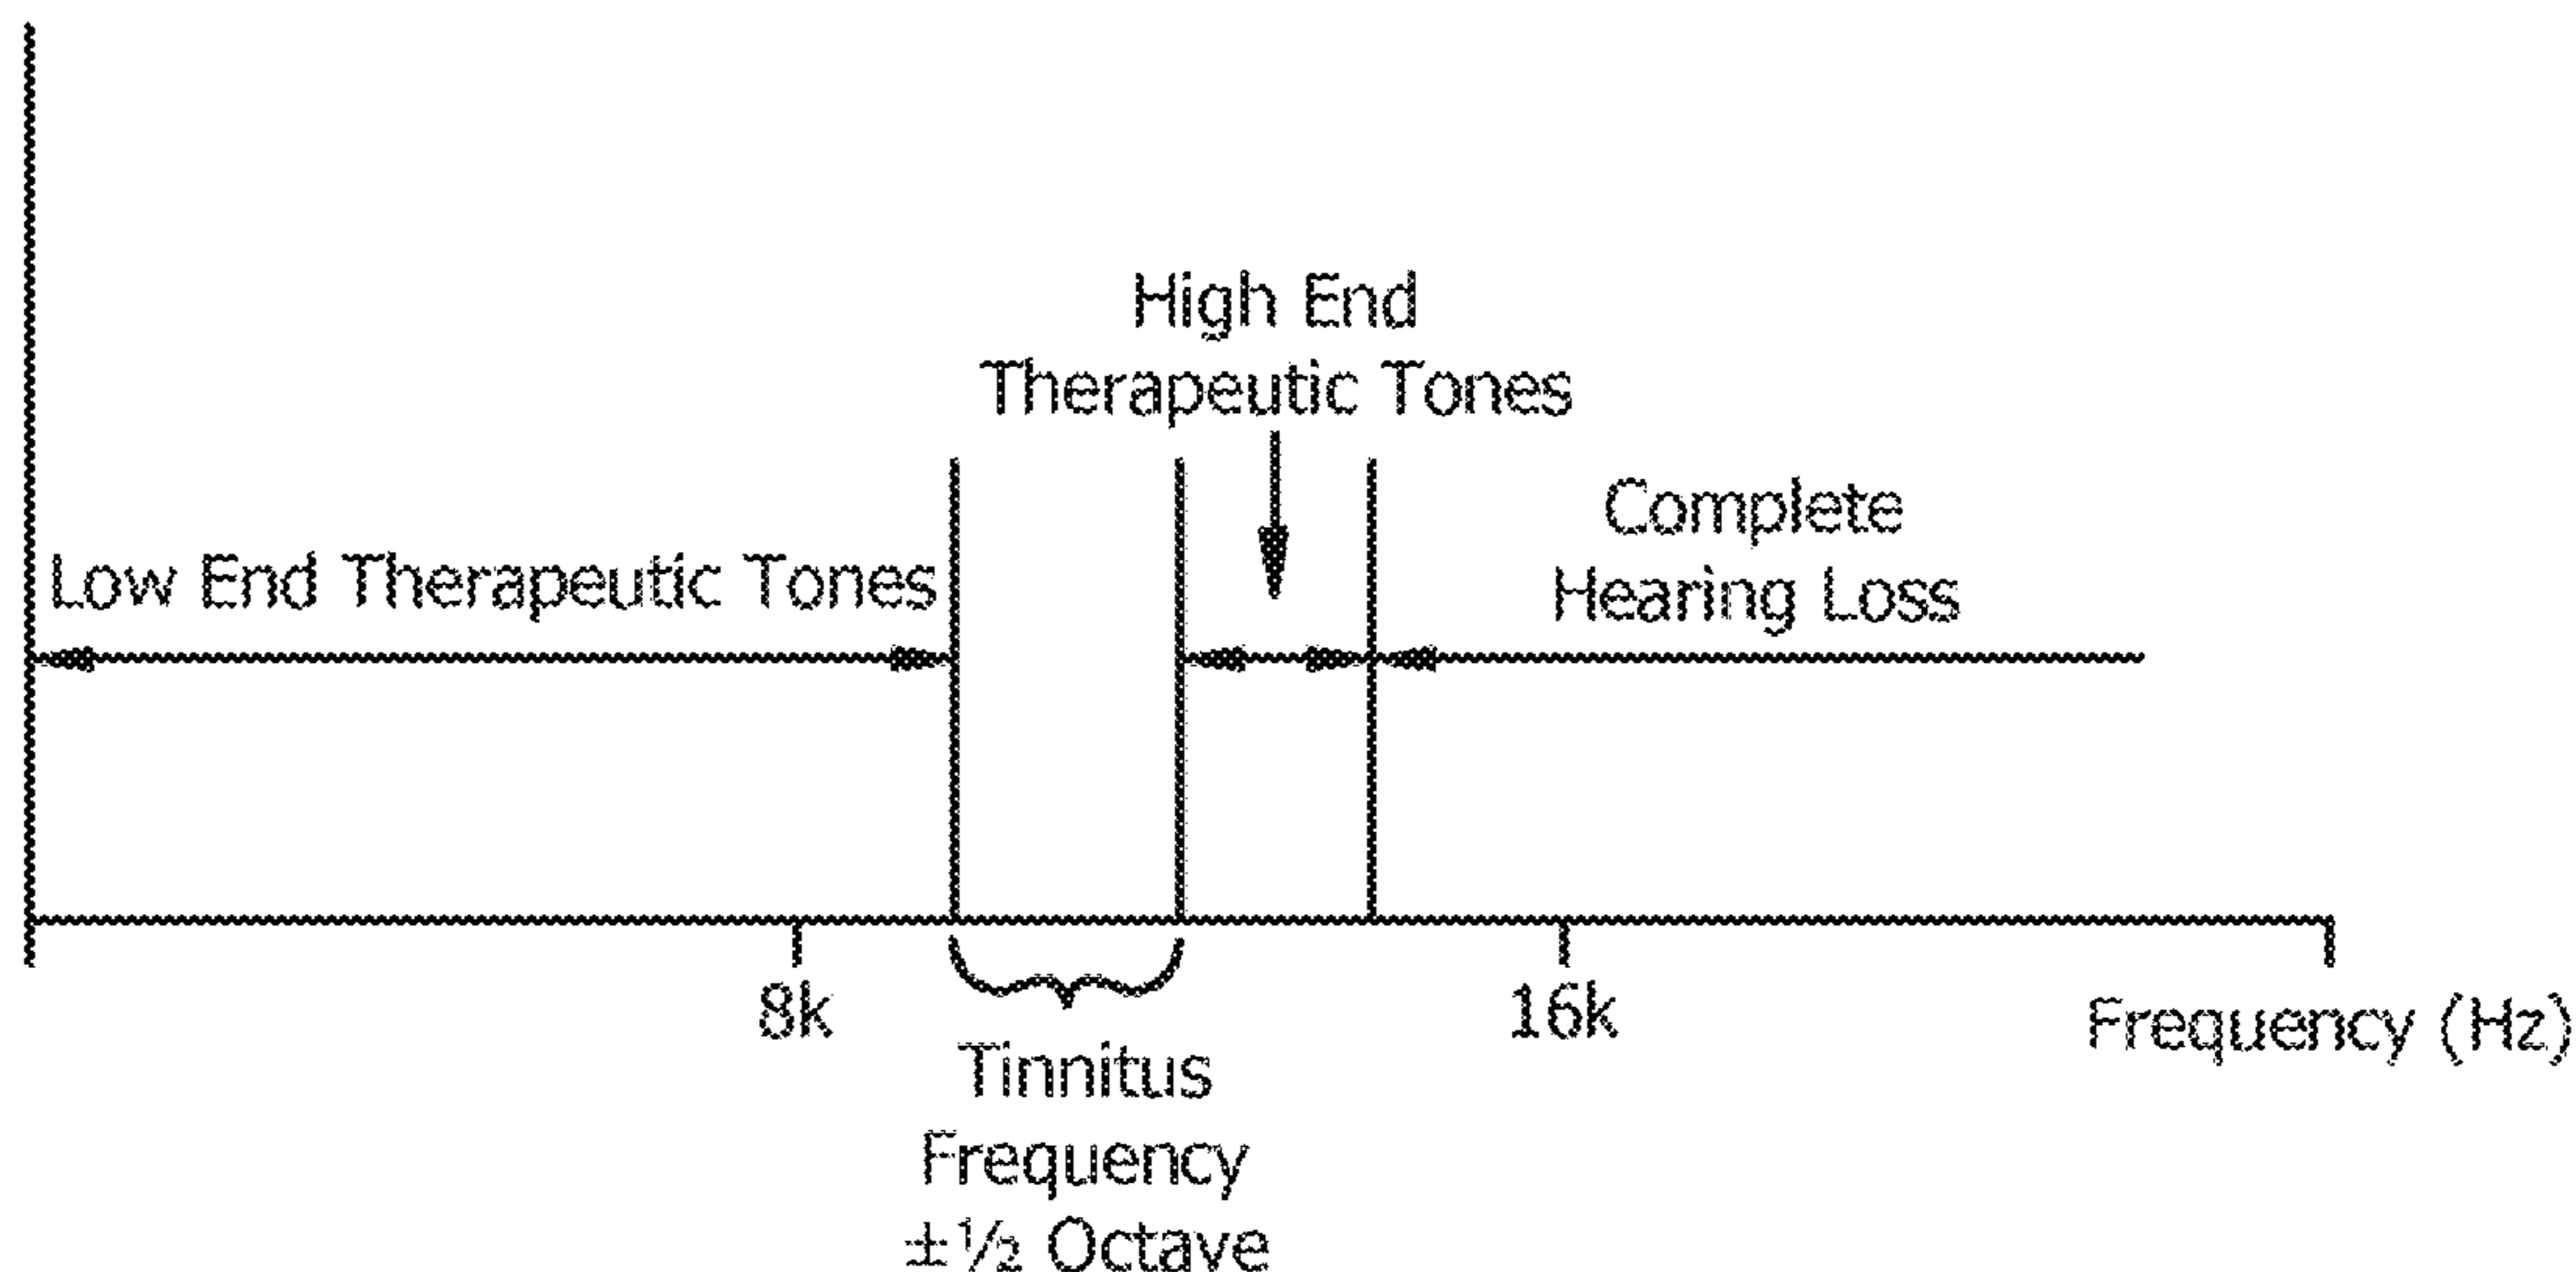 High End
Therapeutic Tones
Complete
Hearing Loss
Low End Therapeutic Tones
8k
16k
Frequency (Hz)
Tinnitus
Frequency
±½ Octave